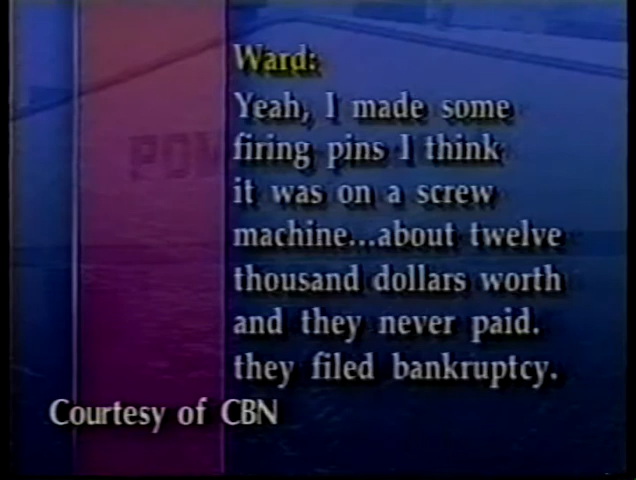 Ward:
Yeah, I made some
firing pins I think
it was on a screw
machine...about twelve
thousand dollars worth
and they never paid.
they filed bankruptcy.
Courtesy of CBN